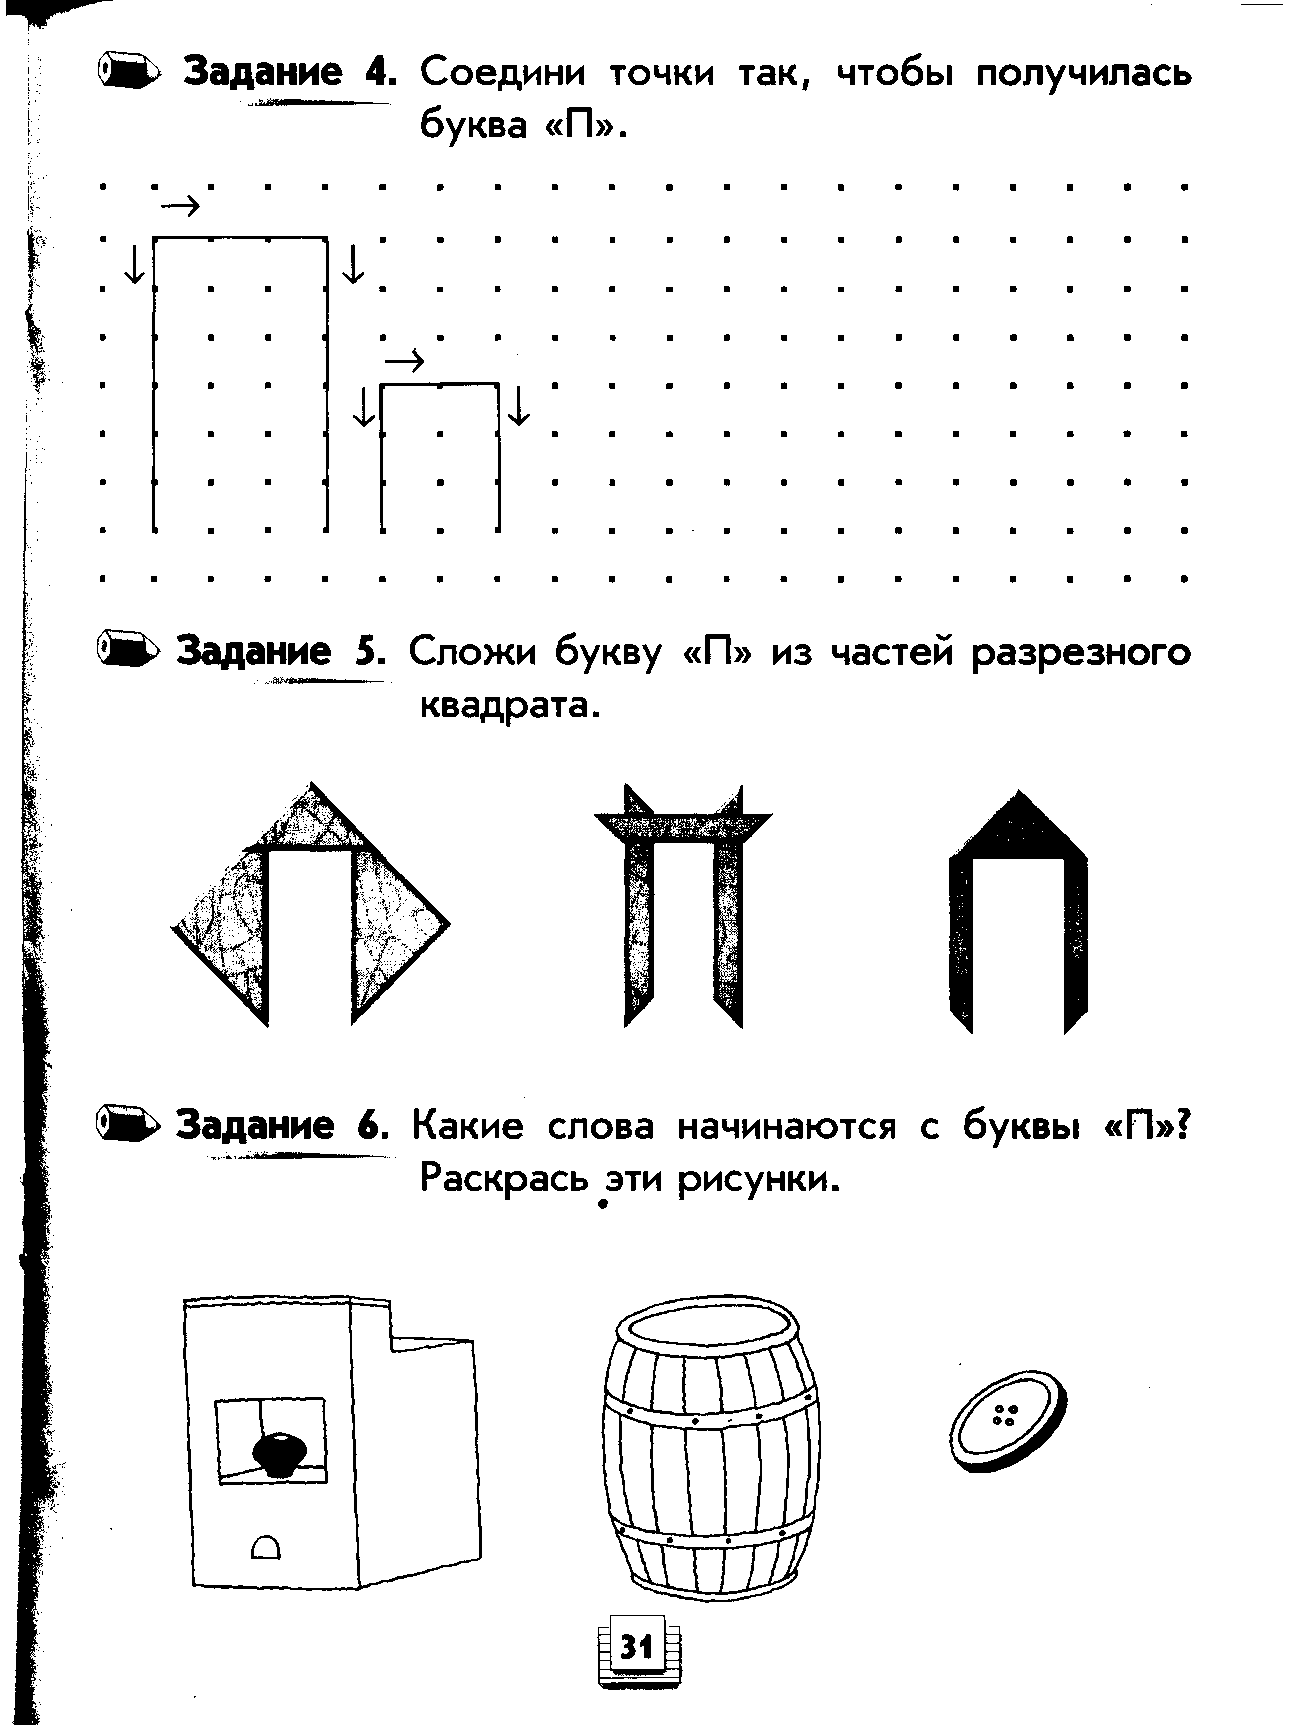 Задание 4. Соедини точки так, чтобы получилась
буква «П».
Задание 5. Сложи букву «П» из частей разрезного
квадрата.
Задание 6. Какие слова начинаются с буквы «П»?
Раскрась эти рисунки.
31